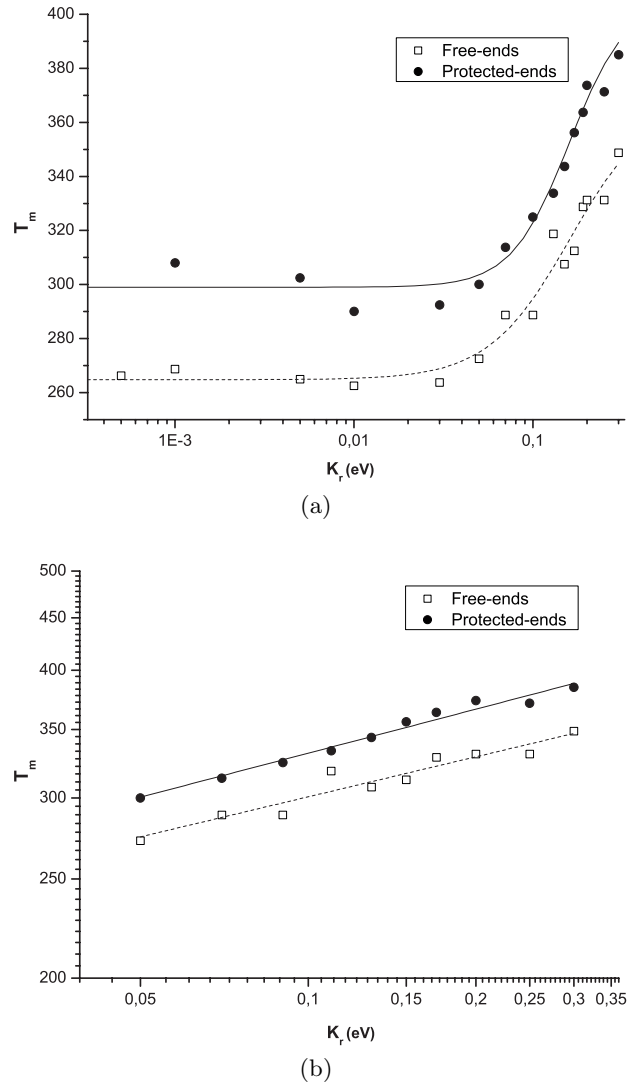 400
380
360
340
320
300
280
260
T_m
Free-ends
Protected-ends
1E-3
0,01
0,1
K_r (eV)
(a)
500
450
400
350
300
250
200
T_m
Free-ends
Protected-ends
0,05
0,1
0,15
0,2
0,25
0,3
0,35
K_r (eV)
(b)